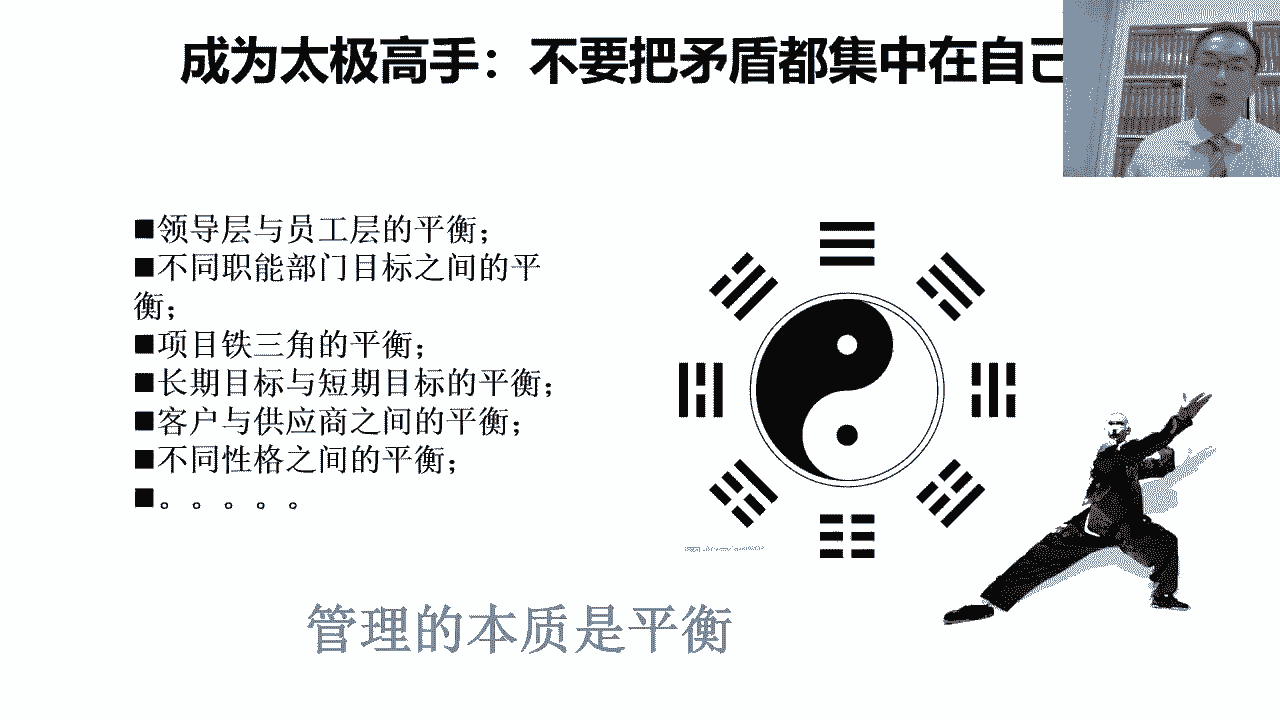 成为太极高手：不要把矛盾都集中在自己
■领导层与员工层的平衡；
■不同职能部门目标之间的平
衡；
■项目铁三角的平衡；
■长期目标与短期目标的平衡；
■客户与供应商之间的平衡；
■不同性格之间的平衡；
■。。。。。
管理的本质是平衡